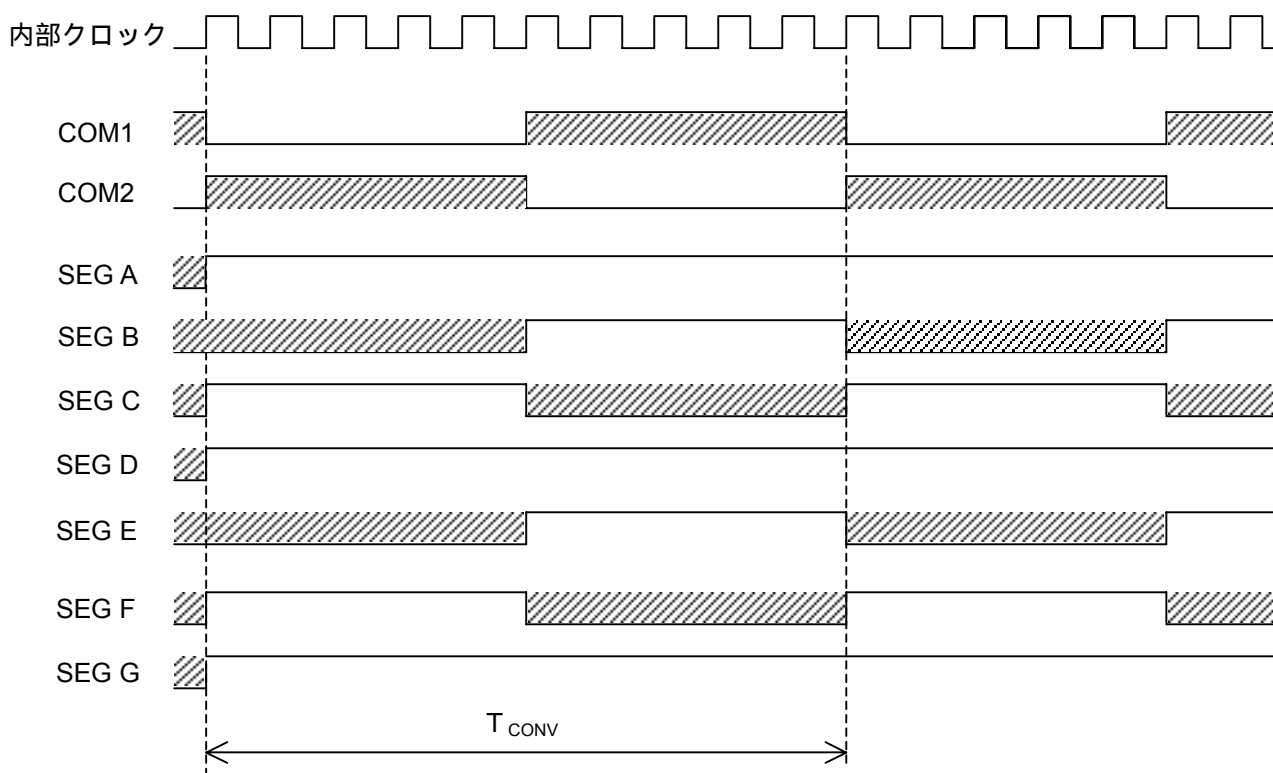 内部クロック
COM1
COM2
SEG A
SEG B
SEG C
SEG D
SEG E
SEG F
SEG G
T CONV